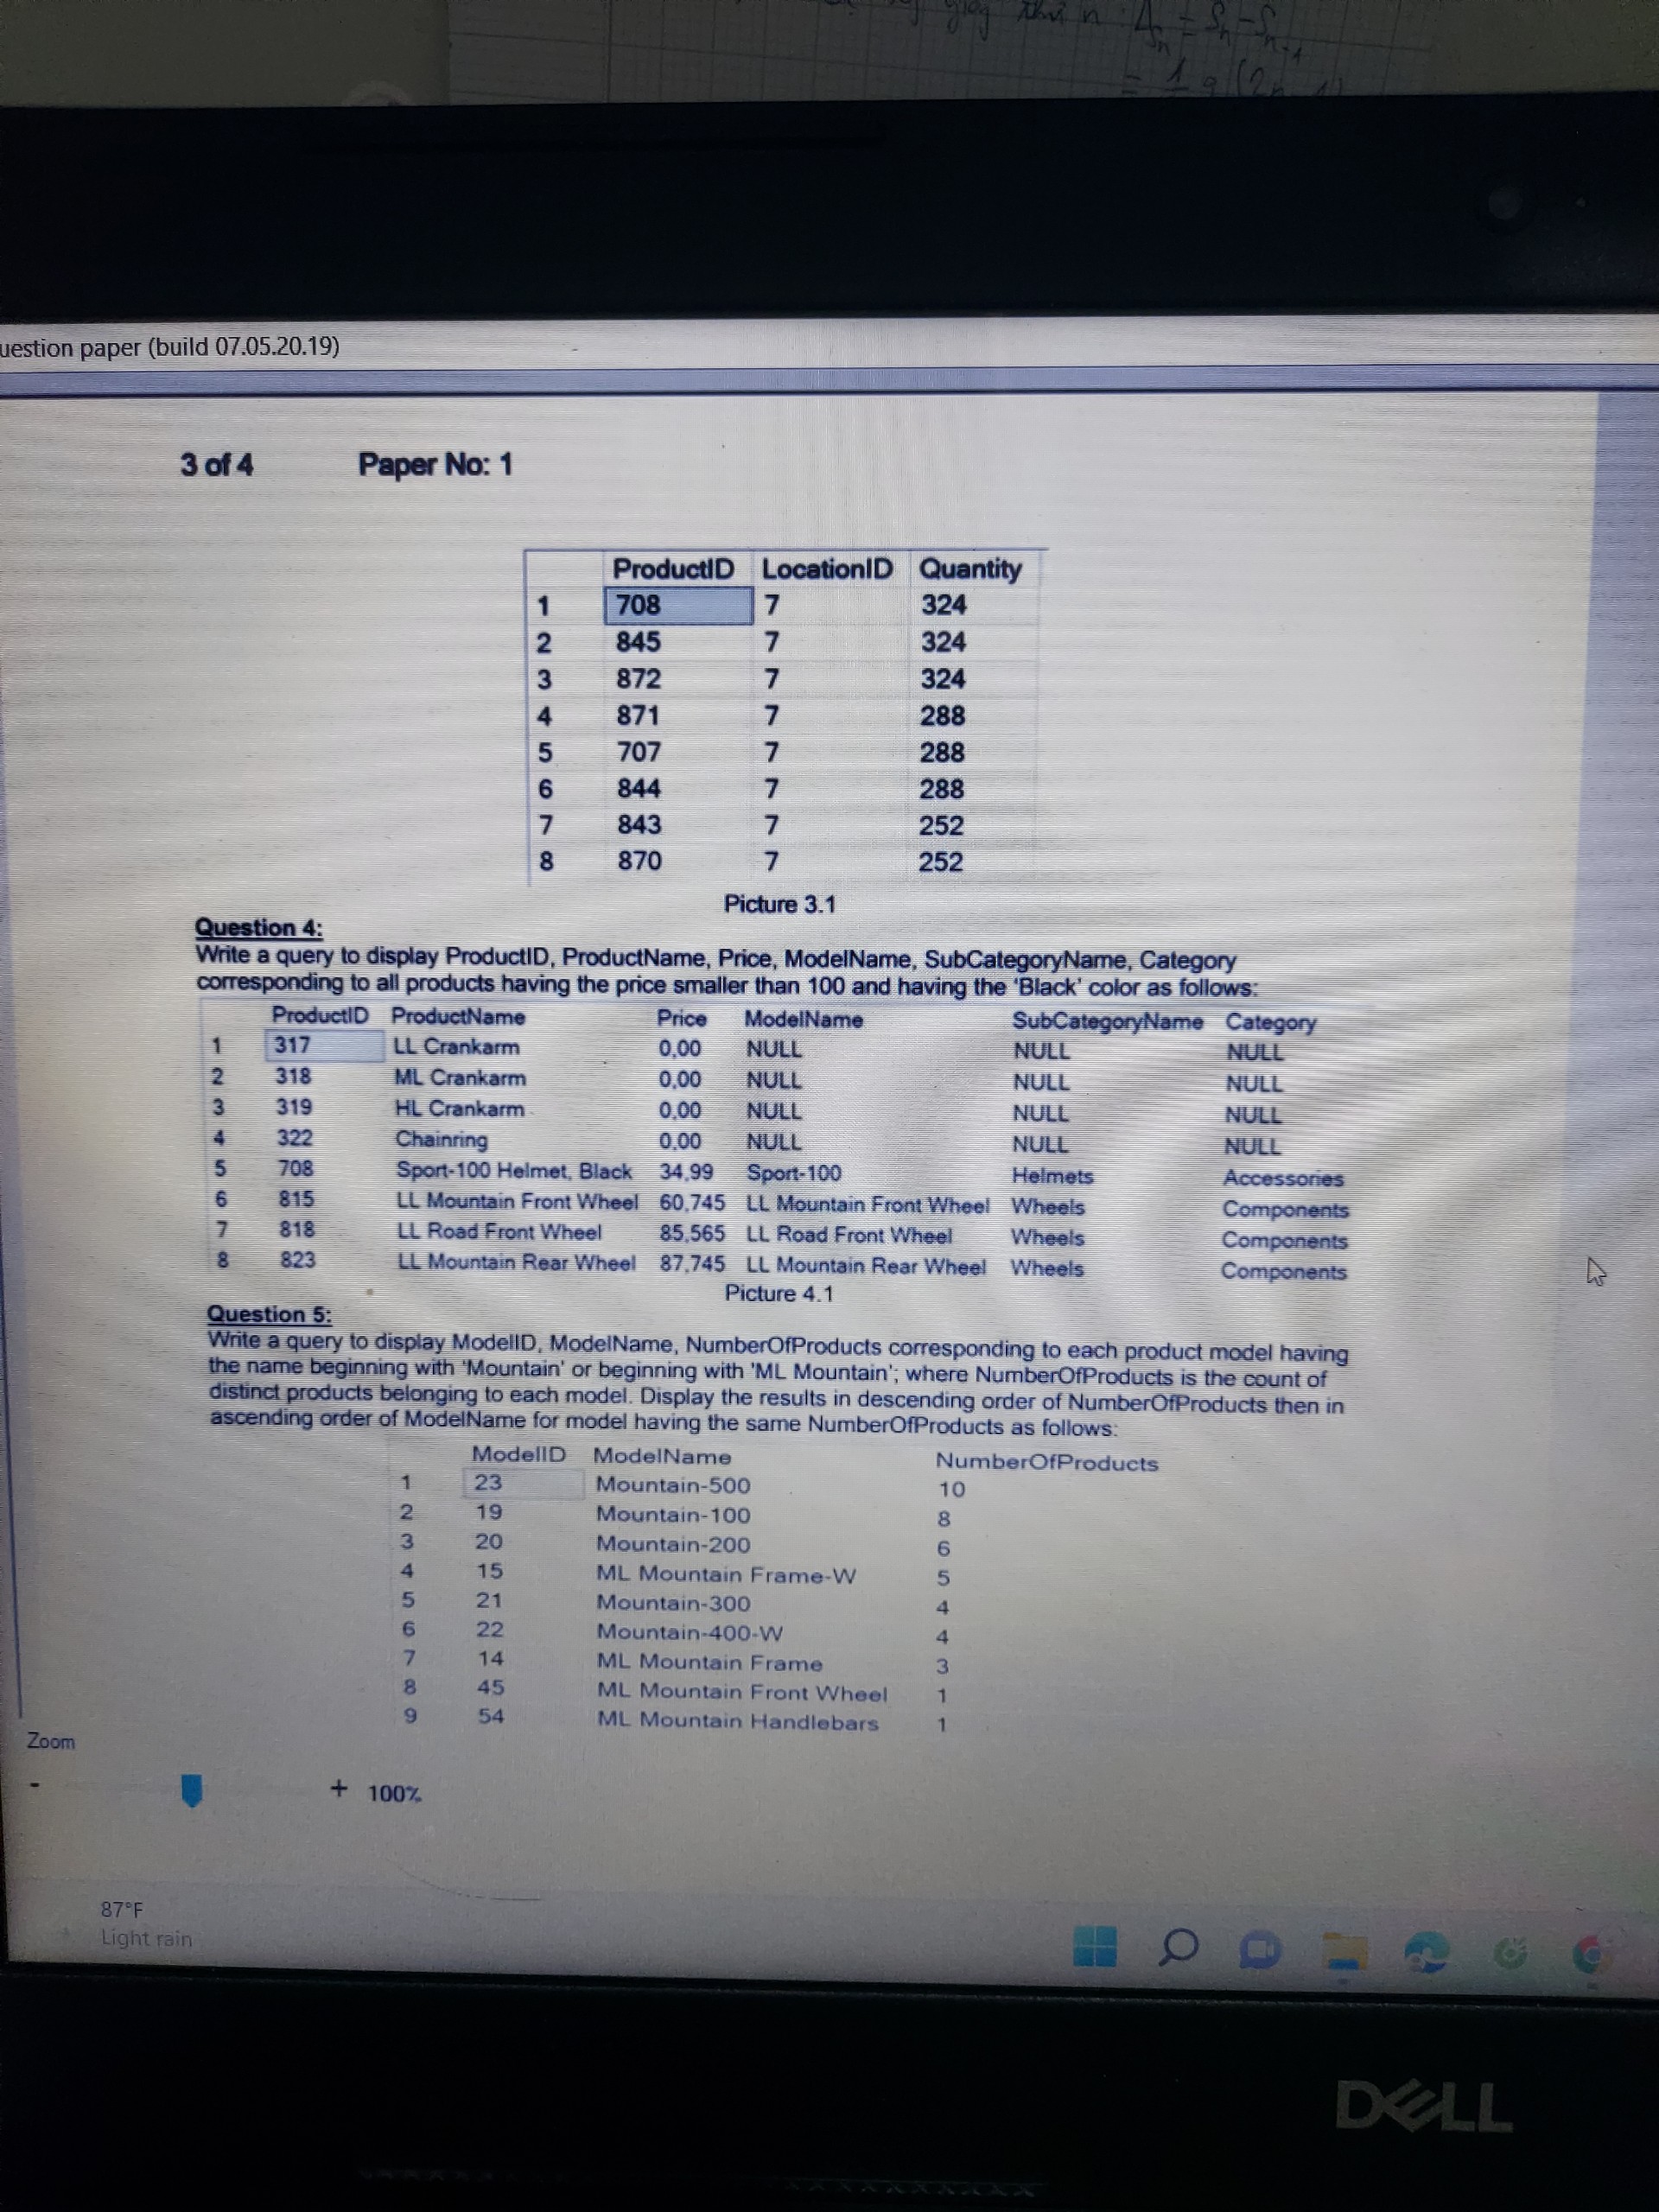 giây thứ n : Δsn = Sn - Sn-1
uestion paper (build 07.05.20.19)
3 of 4 Paper No: 1
ProductID LocationID Quantity
1 708 7 324
2 845 7 324
3 872 7 324
4 871 7 288
5 707 7 288
6 844 7 288
7 843 7 252
8 870 7 252
Picture 3.1
Question 4:
Write a query to display ProductID, ProductName, Price, ModelName, SubCategoryName, Category
corresponding to all products having the price smaller than 100 and having the 'Black' color as follows:
ProductID ProductName Price ModelName SubCategoryName Category
1 317 LL Crankarm 0,00 NULL NULL NULL
2 318 ML Crankarm 0,00 NULL NULL NULL
3 319 HL Crankarm 0,00 NULL NULL NULL
4 322 Chainring 0,00 NULL NULL NULL
5 708 Sport-100 Helmet, Black 34,99 Sport-100 Helmets Accessories
6 815 LL Mountain Front Wheel 60,745 LL Mountain Front Wheel Wheels Components
7 818 LL Road Front Wheel 85,565 LL Road Front Wheel Wheels Components
8 823 LL Mountain Rear Wheel 87,745 LL Mountain Rear Wheel Wheels Components
Picture 4.1
Question 5:
Write a query to display ModelID, ModelName, NumberOfProducts corresponding to each product model having
the name beginning with 'Mountain' or beginning with 'ML Mountain'; where NumberOfProducts is the count of
distinct products belonging to each model. Display the results in descending order of NumberOfProducts then in
ascending order of ModelName for model having the same NumberOfProducts as follows:
ModelID ModelName NumberOfProducts
1 23 Mountain-500 10
2 19 Mountain-100 8
3 20 Mountain-200 6
4 15 ML Mountain Frame-W 5
5 21 Mountain-300 4
6 22 Mountain-400-W 4
7 14 ML Mountain Frame 3
8 45 ML Mountain Front Wheel 1
9 54 ML Mountain Handlebars 1
Zoom
- + 100%
87°F
Light rain
DELL